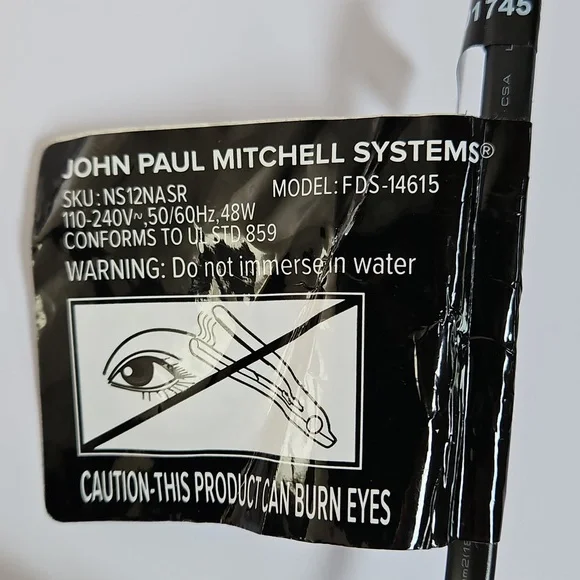 1745
CSA
JOHN PAUL MITCHELL SYSTEMS®
SKU: NS12NASR MODEL: FDS-14615
110-240V~,50/60Hz,48W
CONFORMS TO UL STD.859
WARNING: Do not immerse in water
CAUTION-THIS PRODUCT CAN BURN EYES